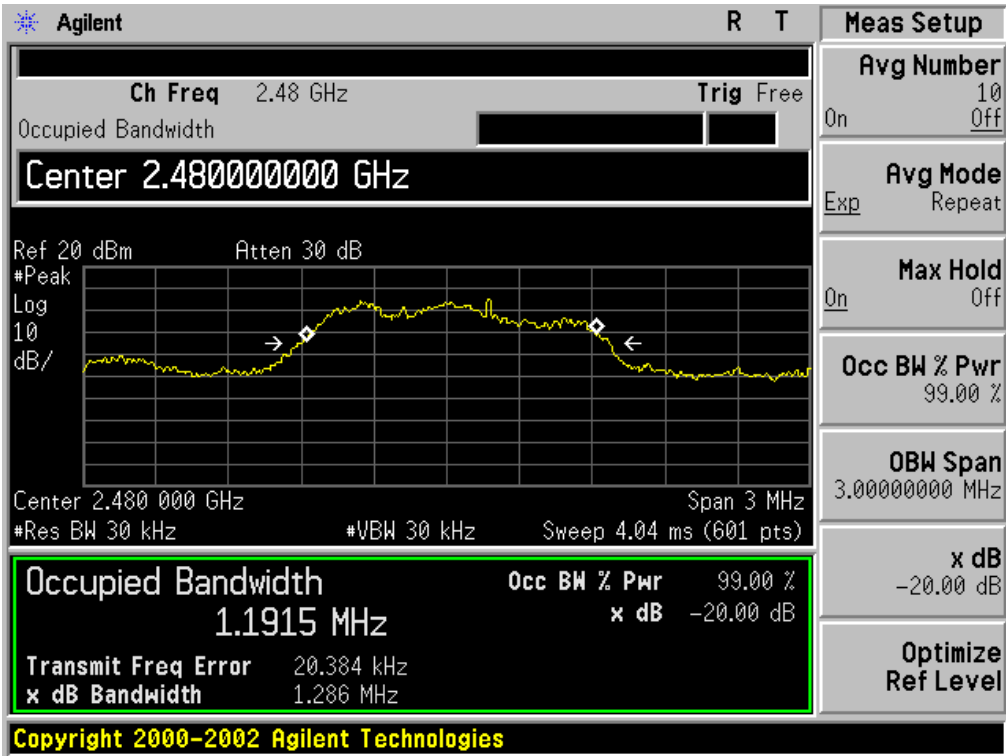 Agilent
R T
Ch Freq 2.48 GHz
Trig Free
Occupied Bandwidth
Center 2.480000000 GHz
Ref 20 dBm
Atten 30 dB
#Peak
Log
10
dB/
Center 2.480 000 GHz
Span 3 MHz
#Res BW 30 kHz
#VBW 30 kHz
Sweep 4.04 ms (601 pts)
Occupied Bandwidth
1.1915 MHz
Occ BW % Pwr 99.00 %
x dB -20.00 dB
Transmit Freq Error 20.384 kHz
x dB Bandwidth 1.286 MHz
Copyright 2000-2002 Agilent Technologies
Meas Setup
Avg Number
10
On Off
Avg Mode
Exp Repeat
Max Hold
On Off
Occ BW % Pwr
99.00 %
OBW Span
3.00000000 MHz
x dB
-20.00 dB
Optimize
Ref Level